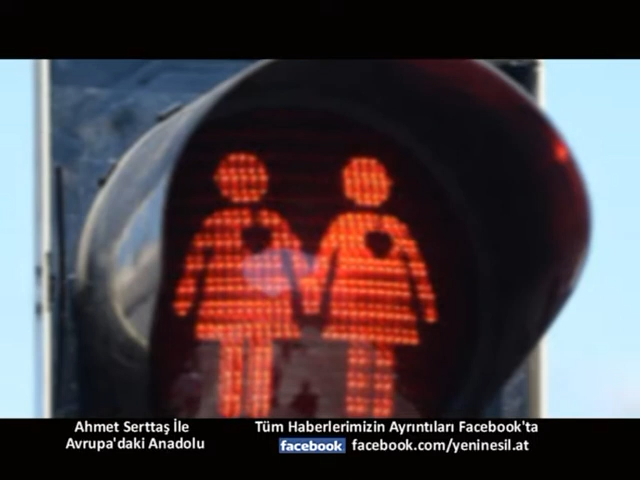 Ahmet Serttaş İle
Avrupa'daki Anadolu
Tüm Haberlerimizin Ayrıntıları Facebook'ta
facebook facebook.com/yeninesil.at